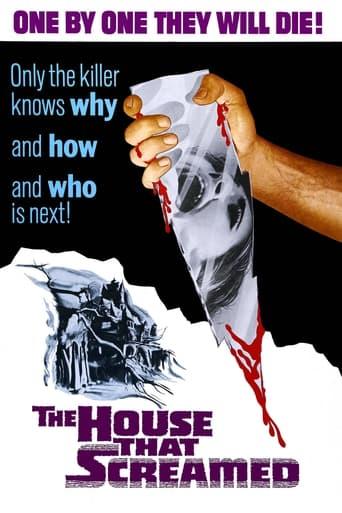 ONE BY ONE THEY WILL DIE!
Only the killer
knows why
and how
and who
is next!
THE HOUSE
THAT
SCREAMED